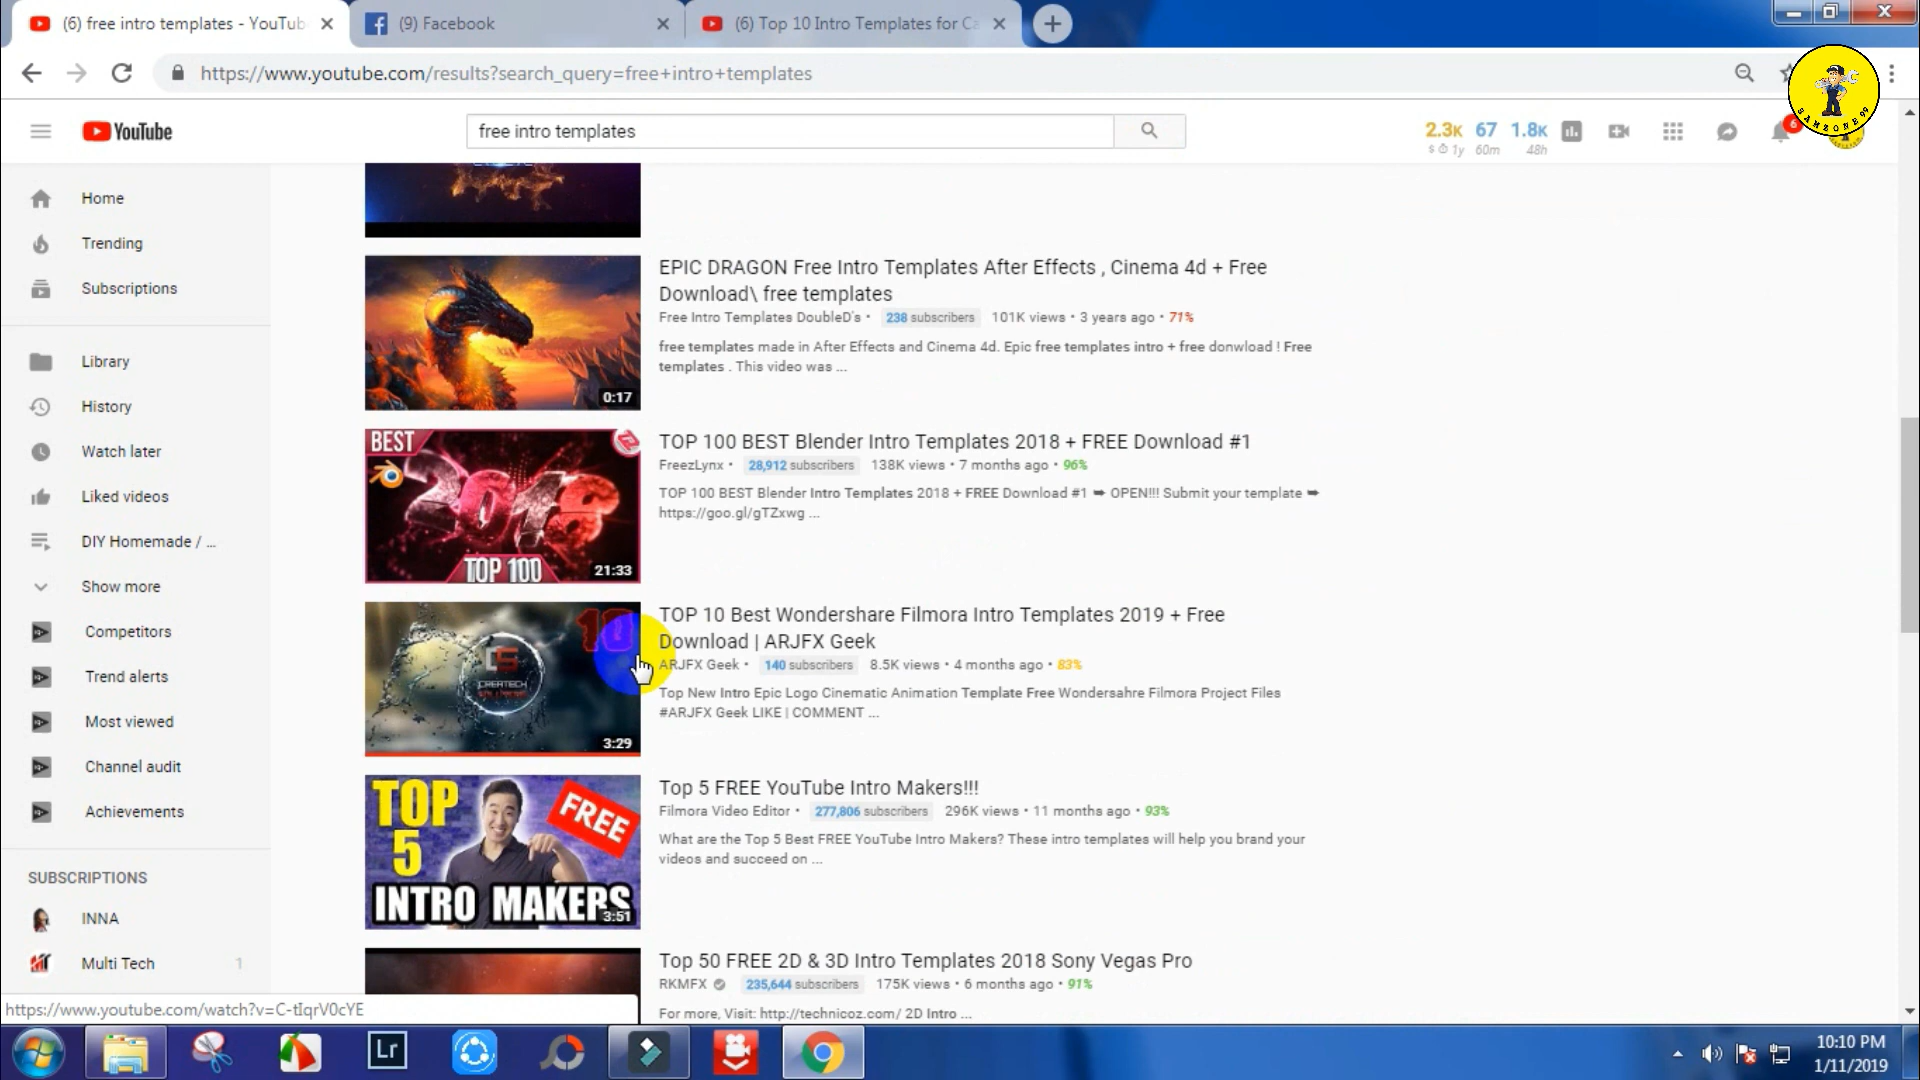 (6) free intro templates - YouTub
(9) Facebook
(6) Top 10 Intro Templates for Ca
https://www.youtube.com/results?search_query=free+intro+templates
SAMZONE99
YouTube
free intro templates
2.3K 67 1.8K
1y 60m 48h
6
Home
Trending
Subscriptions
Library
History
Watch later
Liked videos
DIY Homemade / ...
Show more
Competitors
Trend alerts
Most viewed
Channel audit
Achievements
SUBSCRIPTIONS
INNA
Multi Tech 1
EPIC DRAGON Free Intro Templates After Effects , Cinema 4d + Free
Download\ free templates
Free Intro Templates DoubleD's • 238 subscribers 101K views • 3 years ago • 71%
free templates made in After Effects and Cinema 4d. Epic free templates intro + free donwload ! Free
templates . This video was ...
0:17
BEST
2018
TOP 100
21:33
TOP 100 BEST Blender Intro Templates 2018 + FREE Download #1
FreezLynx • 28,912 subscribers 138K views • 7 months ago • 96%
TOP 100 BEST Blender Intro Templates 2018 + FREE Download #1 ➥ OPEN!!! Submit your template ➥
https://goo.gl/gTZxwg ...
10
CREATECH
3:29
TOP 10 Best Wondershare Filmora Intro Templates 2019 + Free
Download | ARJFX Geek
ARJFX Geek • 140 subscribers 8.5K views • 4 months ago • 83%
Top New Intro Epic Logo Cinematic Animation Template Free Wondersahre Filmora Project Files
#ARJFX Geek LIKE | COMMENT ...
TOP
5
FREE
INTRO MAKERS
3:51
Top 5 FREE YouTube Intro Makers!!!
Filmora Video Editor • 277,806 subscribers 296K views • 11 months ago • 93%
What are the Top 5 Best FREE YouTube Intro Makers? These intro templates will help you brand your
videos and succeed on ...
Top 50 FREE 2D & 3D Intro Templates 2018 Sony Vegas Pro
RKMFX 235,644 subscribers 175K views • 6 months ago • 91%
For more, Visit: http://technicoz.com/ 2D Intro ...
https://www.youtube.com/watch?v=C-tIqrV0cYE
Lr
10:10 PM
1/11/2019